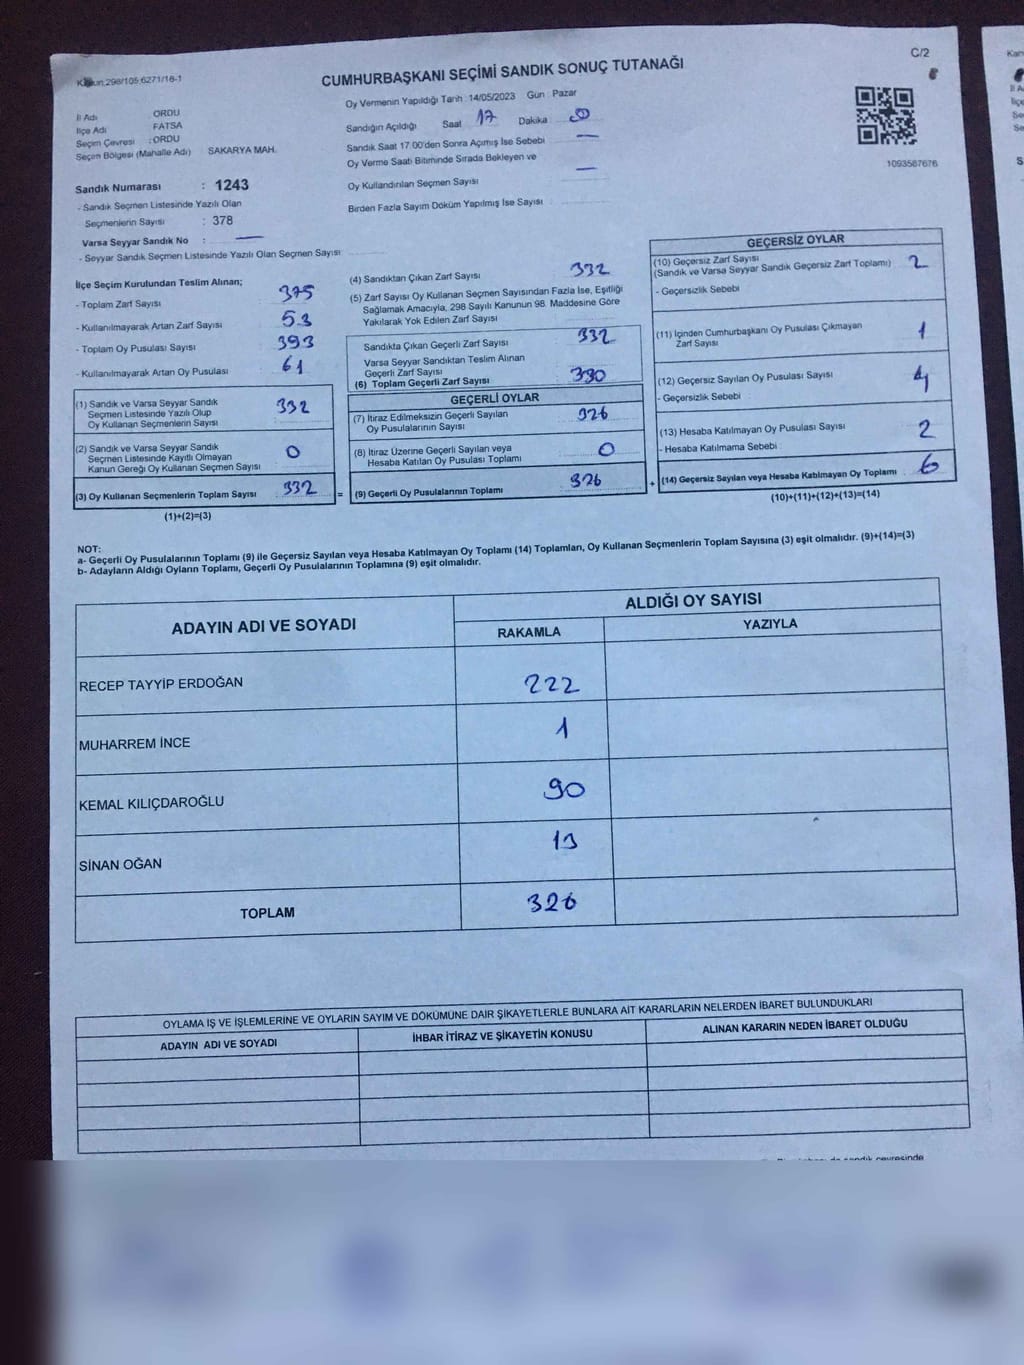 C/2
CUMHURBAŞKANI SEÇİMİ SANDIK SONUÇ TUTANAĞI
298/105;6271/16-1
Oy Vermenin Yapıldığı Tarih :14/05/2023 Gün : Pazar
İl Adı ORDU
İlçe Adı FATSA
Seçim Çevresi :ORDU
Seçim Bölgesi (Mahalle Adı) SAKARYA MAH.
Sandığın Açıldığı Saat 17 Dakika
Sandık Saat 17.00'den Sonra Açımış İse Sebebi —
Oy Verme Saati Bitiminde Sırada Bekleyen ve
Oy Kullandırılan Seçmen Sayısı —
Birden Fazla Sayım Döküm Yapılmış İse Sayısı
1093587676
Sandık Numarası : 1243
- Sandık Seçmen Listesinde Yazılı Olan
Seçmenlerin Sayısı : 378
Varsa Seyyar Sandık No : —
- Seyyar Sandık Seçmen Listesinde Yazılı Olan Seçmen Sayısı
İlçe Seçim Kurulundan Teslim Alınan;
- Toplam Zarf Sayısı 375
- Kullanılmayarak Artan Zarf Sayısı 53
- Toplam Oy Pusulası Sayısı 393
- Kullanılmayarak Artan Oy Pusulası 61
(1) Sandık ve Varsa Seyyar Sandık
Seçmen Listesinde Yazılı Olup
Oy Kullanan Seçmenlerin Sayısı 332
(2) Sandık ve Varsa Seyyar Sandık
Seçmen Listesinde Kayıtlı Olmayan
Kanun Gereği Oy Kullanan Seçmen Sayısı 0
(3) Oy Kullanan Seçmenlerin Toplam Sayısı 332
(1)+(2)=(3)
(4) Sandıktan Çıkan Zarf Sayısı 332
(5) Zarf Sayısı Oy Kullanan Seçmen Sayısından Fazla İse, Eşitliği
Sağlamak Amacıyla, 298 Sayılı Kanunun 98. Maddesine Göre
Yakılarak Yok Edilen Zarf Sayısı
Sandıkta Çıkan Geçerli Zarf Sayısı 332
Varsa Seyyar Sandıktan Teslim Alınan
Geçerli Zarf Sayısı
(6) Toplam Geçerli Zarf Sayısı 330
GEÇERLİ OYLAR
(7) İtiraz Edilmeksizin Geçerli Sayılan
Oy Pusulalarının Sayısı 326
(8) İtiraz Üzerine Geçerli Sayılan veya
Hesaba Katılan Oy Pusulası Toplamı 0
= (9) Geçerli Oy Pusulalarının Toplamı 326
GEÇERSİZ OYLAR
(10) Geçersiz Zarf Sayısı
(Sandık ve Varsa Seyyar Sandık Geçersiz Zarf Toplamı) 2
- Geçersizlik Sebebi
(11) İçinden Cumhurbaşkanı Oy Pusulası Çıkmayan
Zarf Sayısı 1
(12) Geçersiz Sayılan Oy Pusulası Sayısı 4
- Geçersizlik Sebebi
(13) Hesaba Katılmayan Oy Pusulası Sayısı 2
- Hesaba Katılmama Sebebi
+ (14) Geçersiz Sayılan veya Hesaba Katılmayan Oy Toplamı 6
(10)+(11)+(12)+(13)=(14)
NOT:
a- Geçerli Oy Pusulalarının Toplamı (9) ile Geçersiz Sayılan veya Hesaba Katılmayan Oy Toplamı (14) Toplamları, Oy Kullanan Seçmenlerin Toplam Sayısına (3) eşit olmalıdır. (9)+(14)=(3)
b- Adayların Aldığı Oyların Toplamı, Geçerli Oy Pusulalarının Toplamına (9) eşit olmalıdır.
ADAYIN ADI VE SOYADI ALDIĞI OY SAYISI
RAKAMLA YAZIYLA
RECEP TAYYİP ERDOĞAN 222
MUHARREM İNCE 1
KEMAL KILIÇDAROĞLU 90
SİNAN OĞAN 13
TOPLAM 326
OYLAMA İŞ VE İŞLEMLERİNE VE OYLARIN SAYIM VE DÖKÜMÜNE DAİR ŞİKAYETLERLE BUNLARA AİT KARARLARIN NELERDEN İBARET BULUNDUKLARI
ADAYIN ADI VE SOYADI İHBAR İTİRAZ VE ŞİKAYETİN KONUSU ALINAN KARARIN NEDEN İBARET OLDUĞU